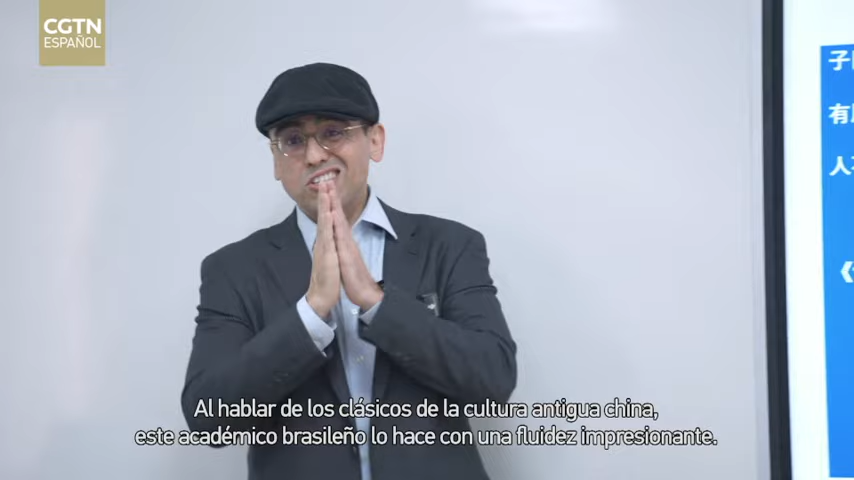 CGTN
ESPAÑOL
子
有
人
《
Al hablar de los clásicos de la cultura antigua china,
este académico brasileño lo hace con una fluidez impresionante.